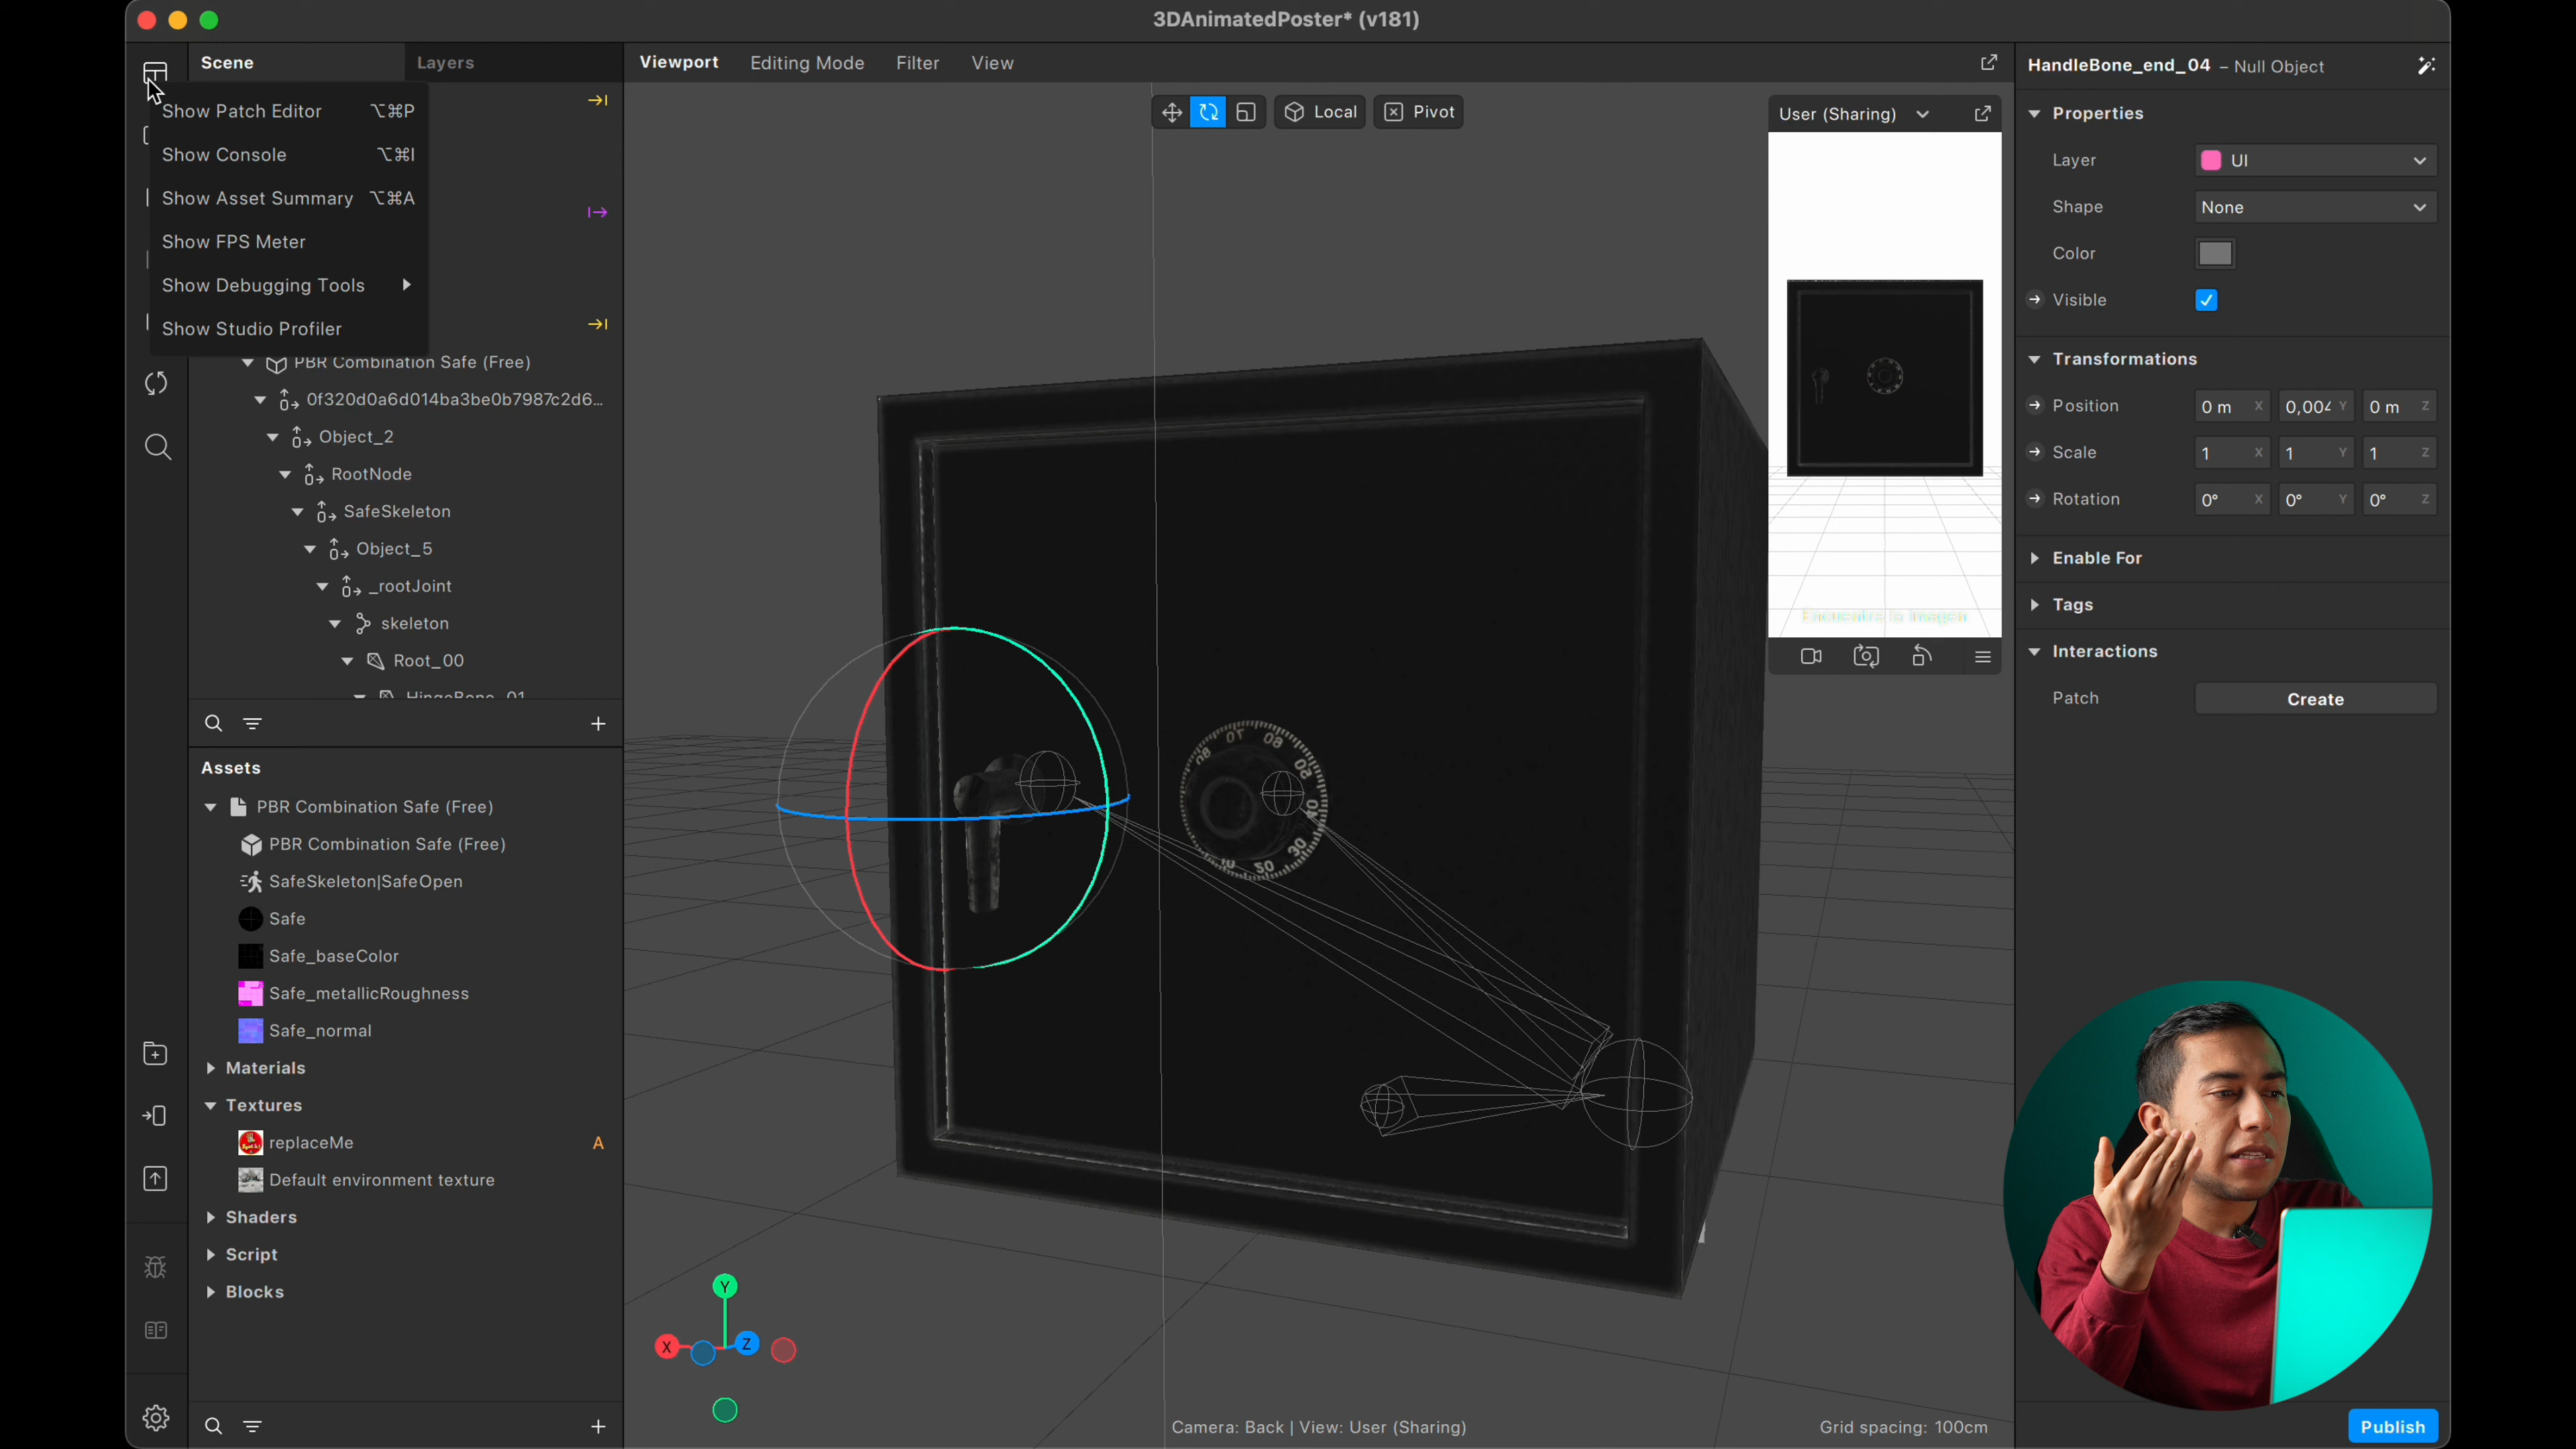 3DAnimatedPoster* (v181)
Scene
Layers
Show Patch Editor ⌥⌘P
Show Console ⌥⌘I
Show Asset Summary ⌥⌘A
Show FPS Meter
Show Debugging Tools
Show Studio Profiler
PBR Combination Safe (Free)
0f320d0a6d014ba3be0b7987c2d6...
Object_2
RootNode
SafeSkeleton
Object_5
_rootJoint
skeleton
Root_00
HingeBone_01
Assets
PBR Combination Safe (Free)
PBR Combination Safe (Free)
SafeSkeleton|SafeOpen
Safe
Safe_baseColor
Safe_metallicRoughness
Safe_normal
Materials
Textures
replaceMe A
Default environment texture
Shaders
Script
Blocks
Viewport Editing Mode Filter View
Local Pivot
User (Sharing)
Encuentre la imagen
Y
X
Z
Camera: Back | View: User (Sharing)
Grid spacing: 100cm
HandleBone_end_04 – Null Object
Properties
Layer UI
Shape None
Color
Visible
Transformations
Position 0 m X 0,004 Y 0 m Z
Scale 1 X 1 Y 1 Z
Rotation 0° X 0° Y 0° Z
Enable For
Tags
Interactions
Patch Create
Publish